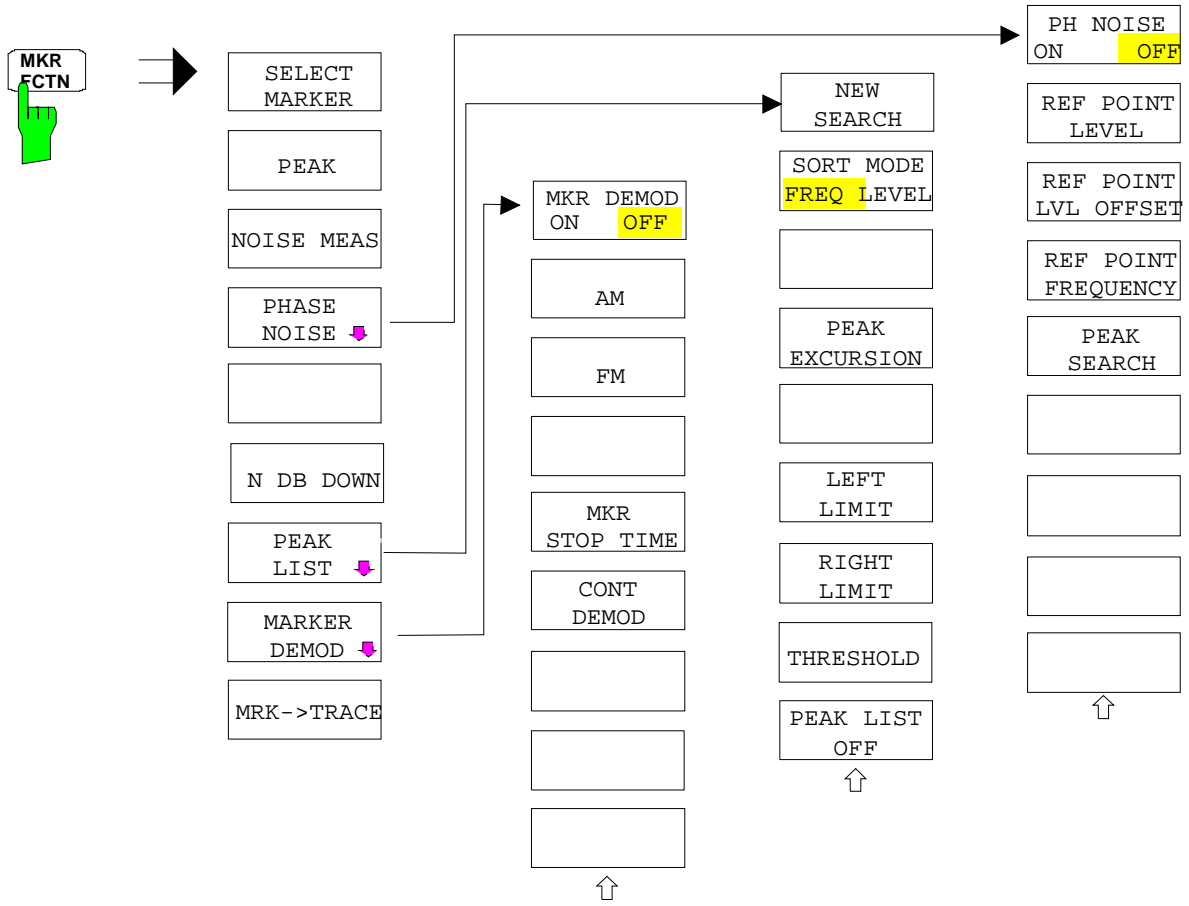 MKR
FCTN
SELECT
MARKER
PEAK
NOISE MEAS
PHASE
NOISE
N DB DOWN
PEAK
LIST
MARKER
DEMOD
MRK->TRACE
MKR DEMOD
ON OFF
AM
FM
MKR
STOP TIME
CONT
DEMOD
NEW
SEARCH
SORT MODE
FREQ LEVEL
PEAK
EXCURSION
LEFT
LIMIT
RIGHT
LIMIT
THRESHOLD
PEAK LIST
OFF
PH NOISE
ON OFF
REF POINT
LEVEL
REF POINT
LVL OFFSET
REF POINT
FREQUENCY
PEAK
SEARCH